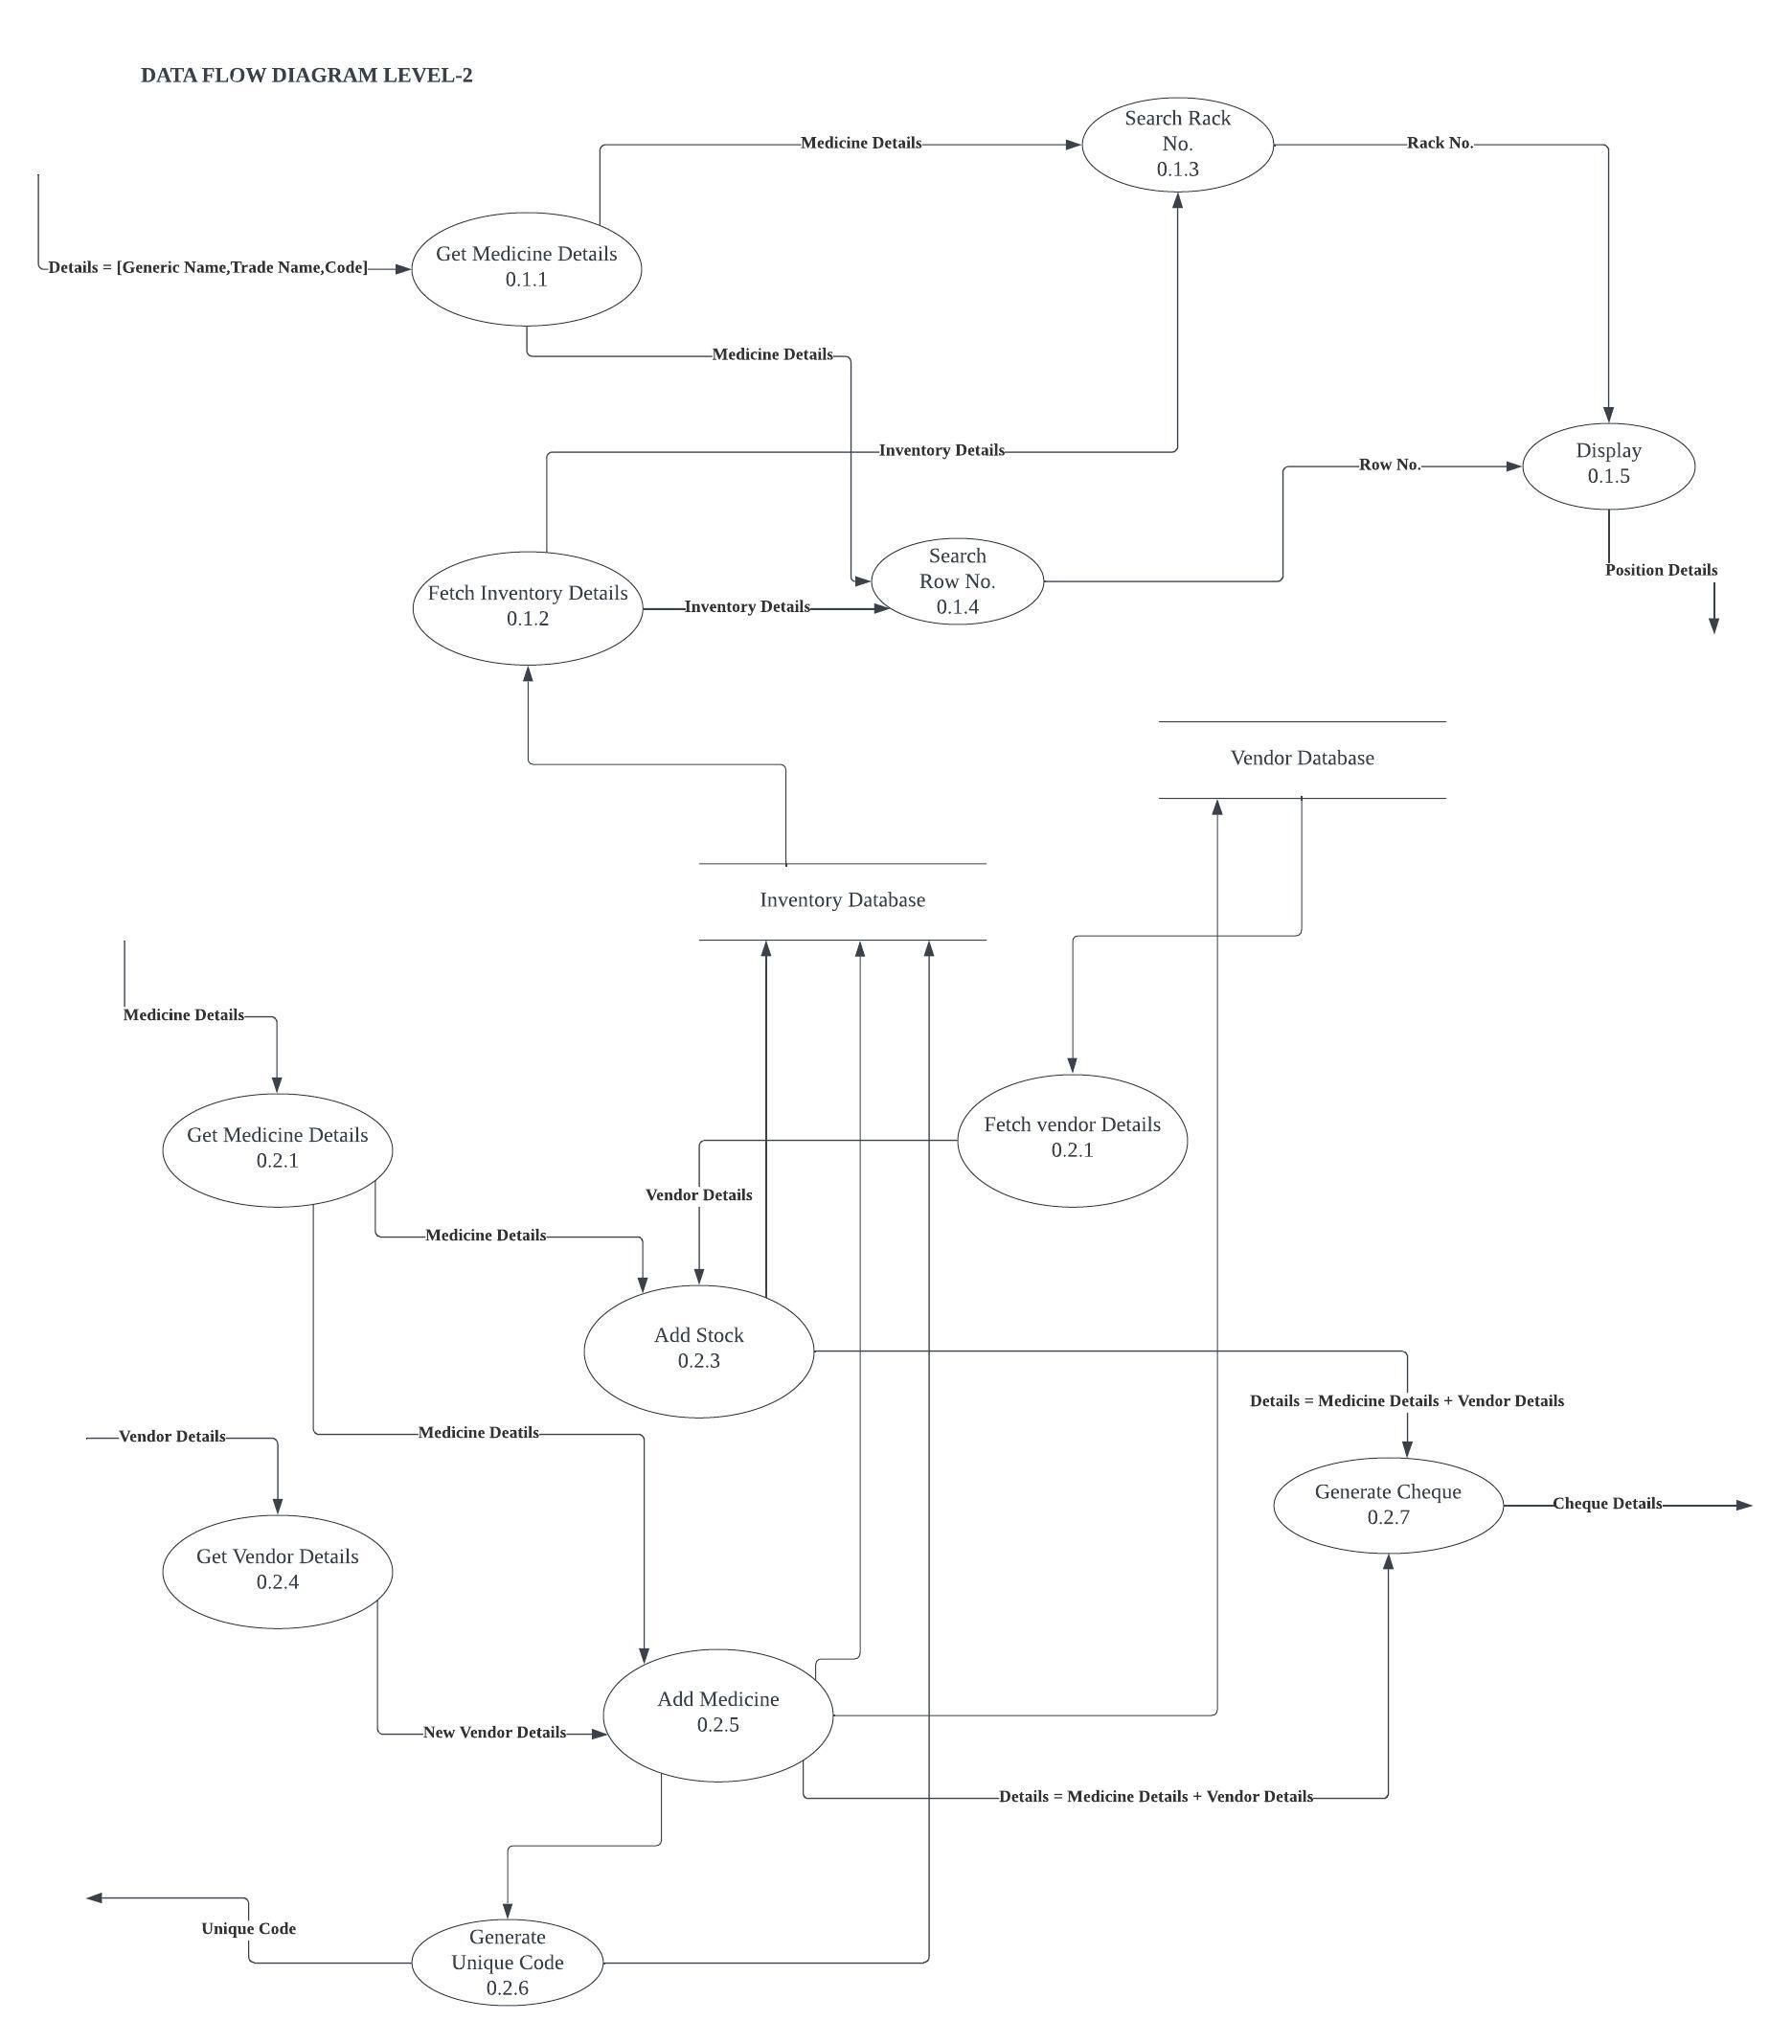 DATA FLOW DIAGRAM LEVEL-2
Search Rack
No.
0.1.3
Medicine Details
Rack No.
Get Medicine Details
0.1.1
Details = [Generic Name,Trade Name,Code]
Medicine Details
Inventory Details
Row No.
Display
0.1.5
Position Details
Search
Row No.
0.1.4
Fetch Inventory Details
0.1.2
Inventory Details
Vendor Database
Inventory Database
Medicine Details
Get Medicine Details
0.2.1
Fetch vendor Details
0.2.1
Vendor Details
Medicine Details
Add Stock
0.2.3
Details = Medicine Details + Vendor Details
Medicine Deatils
Vendor Details
Generate Cheque
0.2.7
Cheque Details
Get Vendor Details
0.2.4
Add Medicine
0.2.5
New Vendor Details
Details = Medicine Details + Vendor Details
Unique Code
Generate
Unique Code
0.2.6